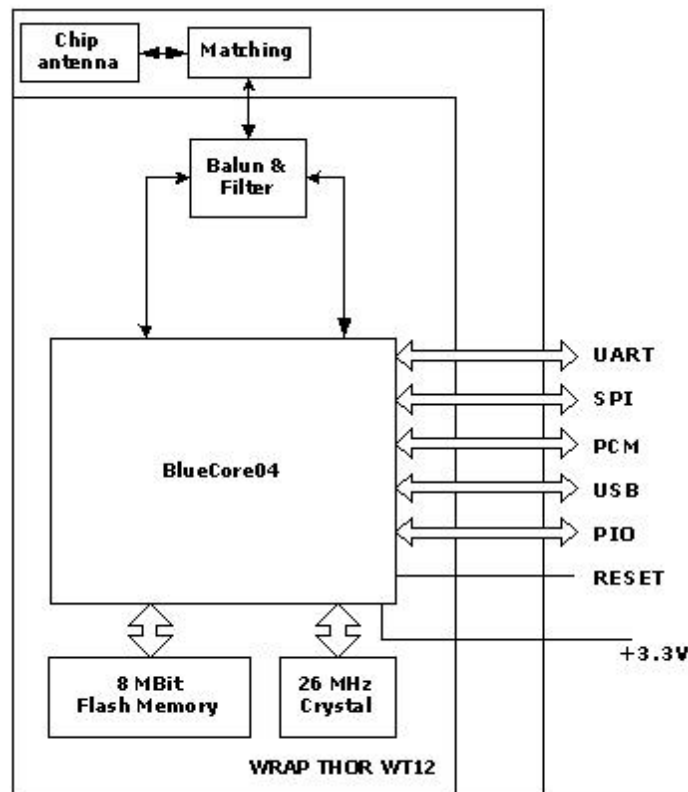 Chip
antenna
Matching
Balun &
Filter
UART
SPI
PCM
BlueCore04
USB
PIO
RESET
+3.3V
8 MBit
Flash Memory
26 MHz
Crystal
WRAP THOR WT12